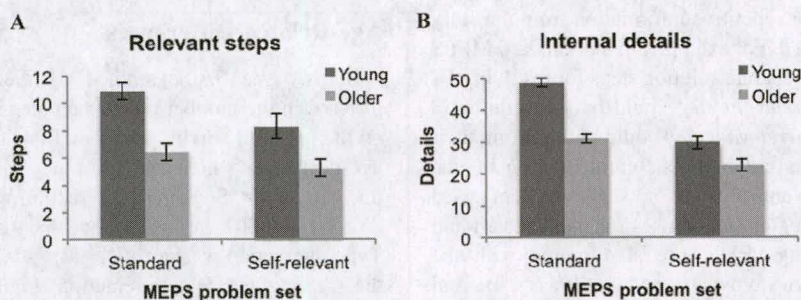 A
Relevant steps
Young
Older
12
10
8
6
4
2
0
Steps
Standard
Self-relevant
MEPS problem set
B
Internal details
Young
Older
50
40
30
20
10
0
Details
Standard
Self-relevant
MEPS problem set